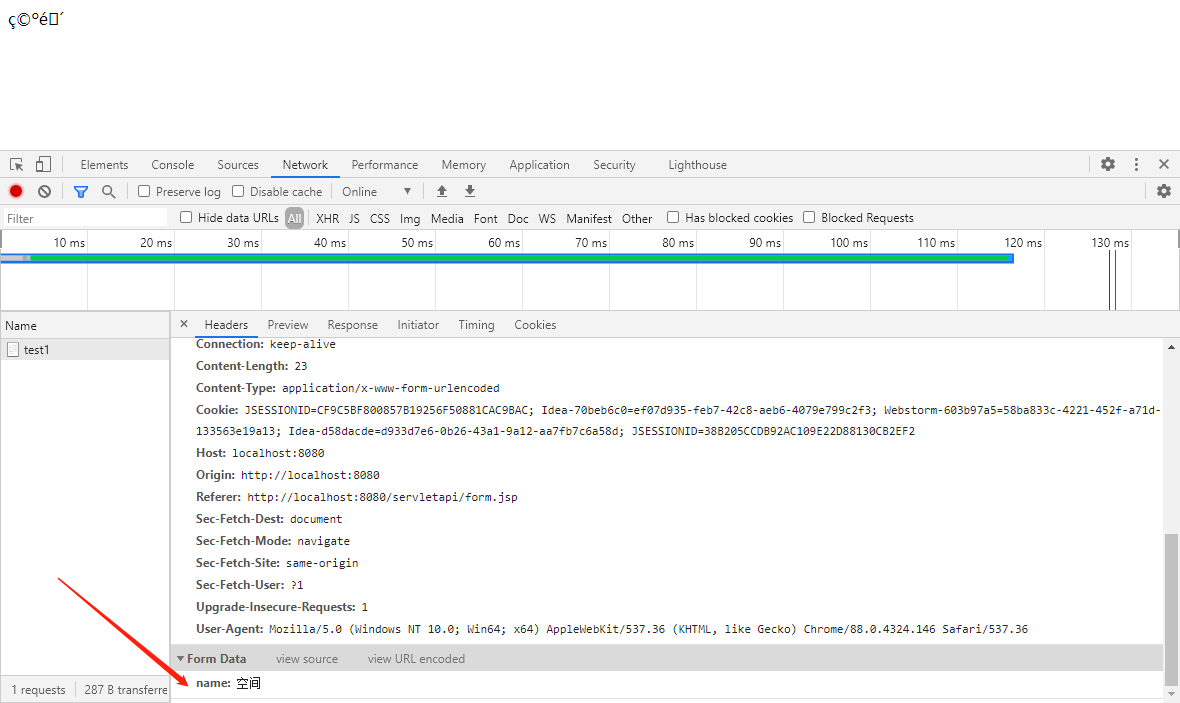 ç©ºé´
Elements Console Sources Network Performance Memory Application Security Lighthouse
Preserve log Disable cache Online
Filter Hide data URLs All XHR JS CSS Img Media Font Doc WS Manifest Other Has blocked cookies Blocked Requests
10 ms 20 ms 30 ms 40 ms 50 ms 60 ms 70 ms 80 ms 90 ms 100 ms 110 ms 120 ms 130 ms
Name
test1
1 requests 287 B transferre
× Headers Preview Response Initiator Timing Cookies
Connection: keep-alive
Content-Length: 23
Content-Type: application/x-www-form-urlencoded
Cookie: JSESSIONID=CF9C5BF800857B19256F50881CAC9BAC; Idea-70beb6c0=ef07d935-feb7-42c8-aeb6-4079e799c2f3; Webstorm-603b97a5=58ba833c-4221-452f-a71d-
133563e19a13; Idea-d58dacde=d933d7e6-0b26-43a1-9a12-aa7fb7c6a58d; JSESSIONID=38B205CCDB92AC109E22D88130CB2EF2
Host: localhost:8080
Origin: http://localhost:8080
Referer: http://localhost:8080/servletapi/form.jsp
Sec-Fetch-Dest: document
Sec-Fetch-Mode: navigate
Sec-Fetch-Site: same-origin
Sec-Fetch-User: ?1
Upgrade-Insecure-Requests: 1
User-Agent: Mozilla/5.0 (Windows NT 10.0; Win64; x64) AppleWebKit/537.36 (KHTML, like Gecko) Chrome/88.0.4324.146 Safari/537.36
Form Data view source view URL encoded
name: 空间